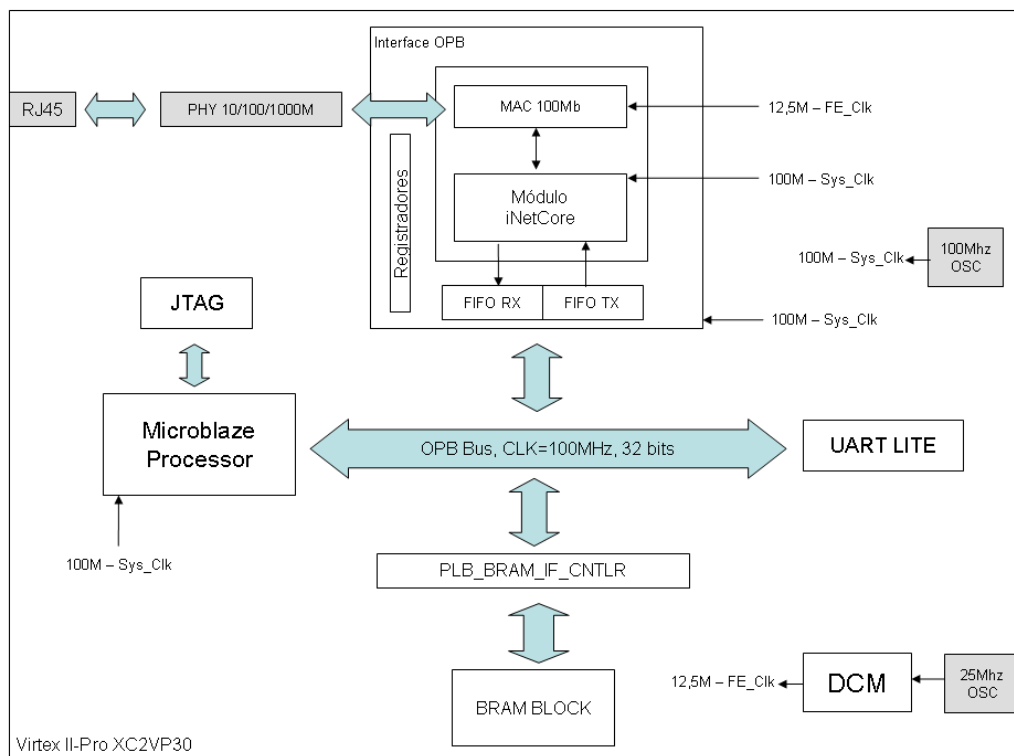 Interface OPB
RJ45
PHY 10/100/1000M
MAC 100Mb
12,5M – FE_Clk
Registradores
Módulo
iNetCore
100M – Sys_Clk
100M – Sys_Clk
100Mhz
OSC
FIFO RX
FIFO TX
100M – Sys_Clk
JTAG
Microblaze
Processor
OPB Bus, CLK=100MHz, 32 bits
UART LITE
100M – Sys_Clk
PLB_BRAM_IF_CNTLR
BRAM BLOCK
12,5M – FE_Clk
DCM
25Mhz
OSC
Virtex II-Pro XC2VP30